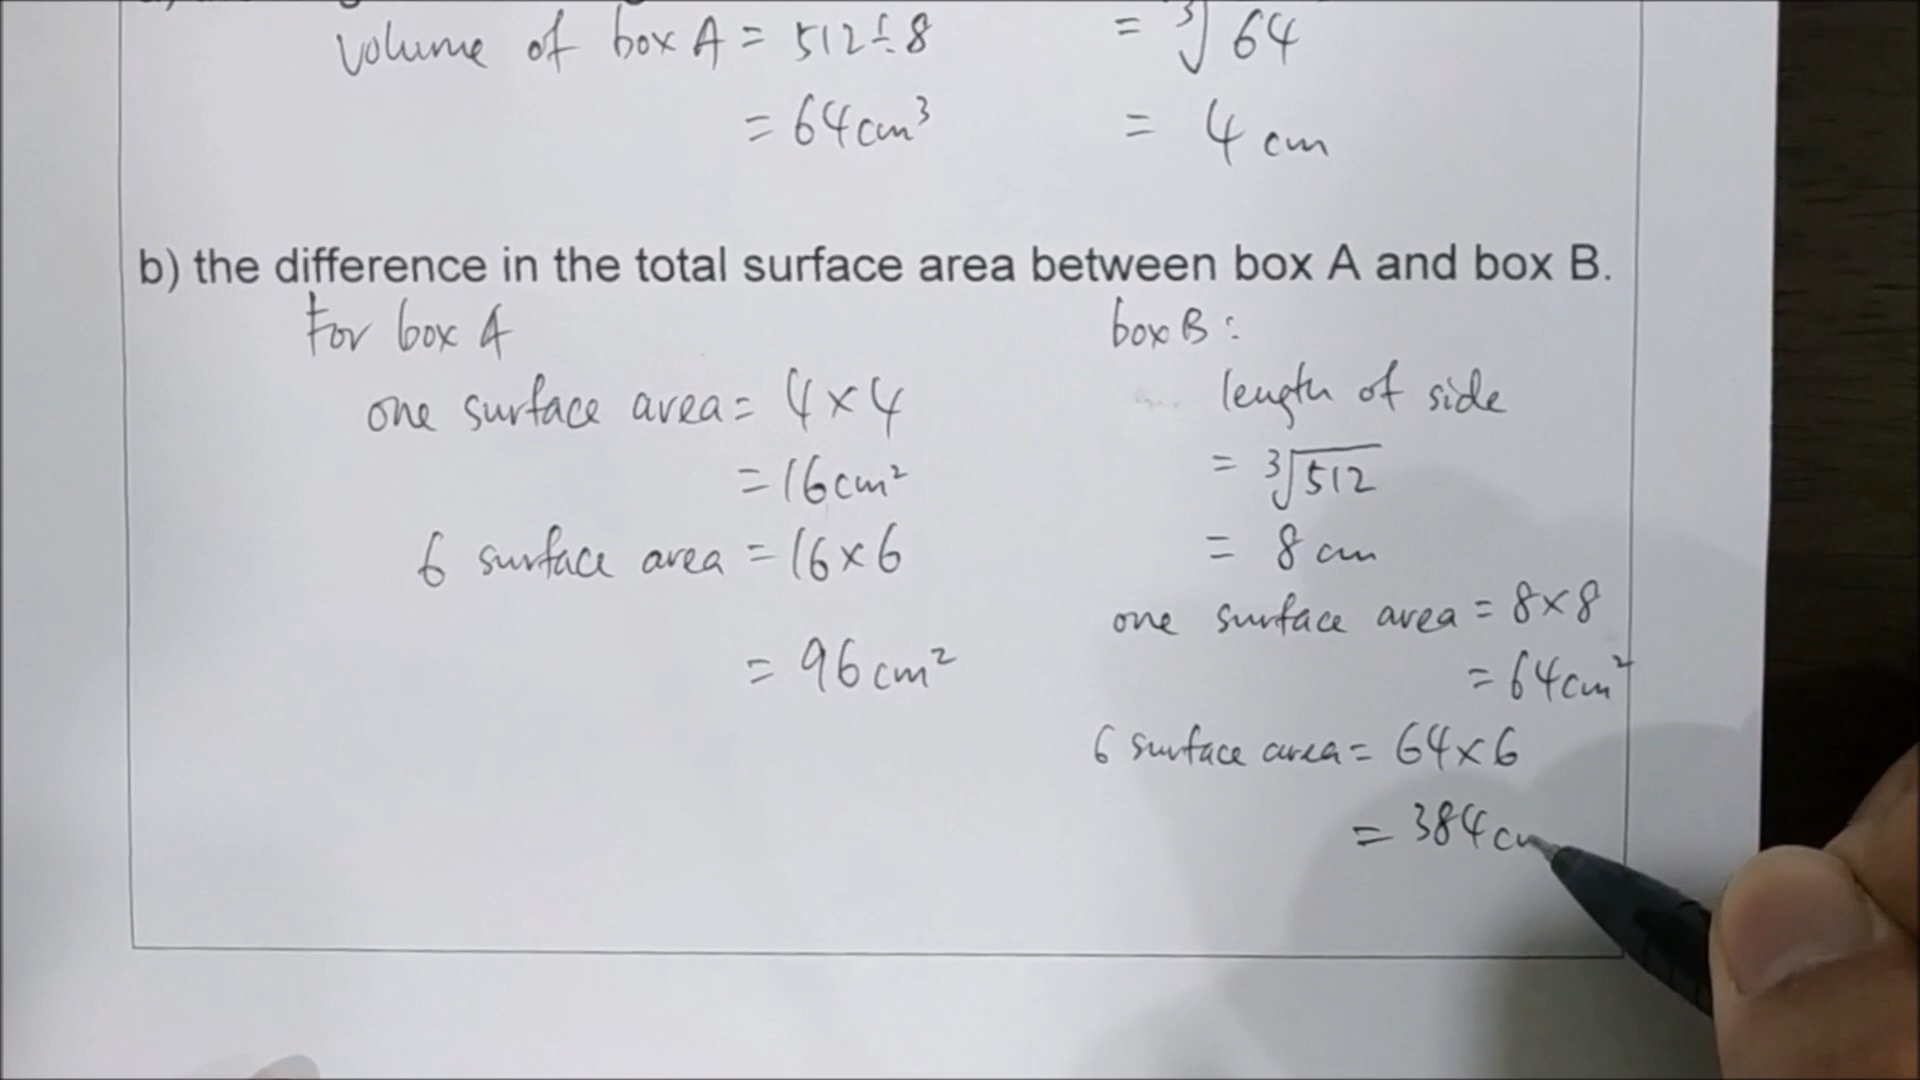 volume of box A = 512 ÷ 8
= 64 cm³
= ∛64
= 4 cm
b) the difference in the total surface area between box A and box B.
For box A
one surface area = 4 × 4
= 16 cm²
6 surface area = 16 × 6
= 96 cm²
box B :
length of side
= ∛512
= 8 cm
one surface area = 8 × 8
= 64 cm²
6 surface area = 64 × 6
= 384 cm